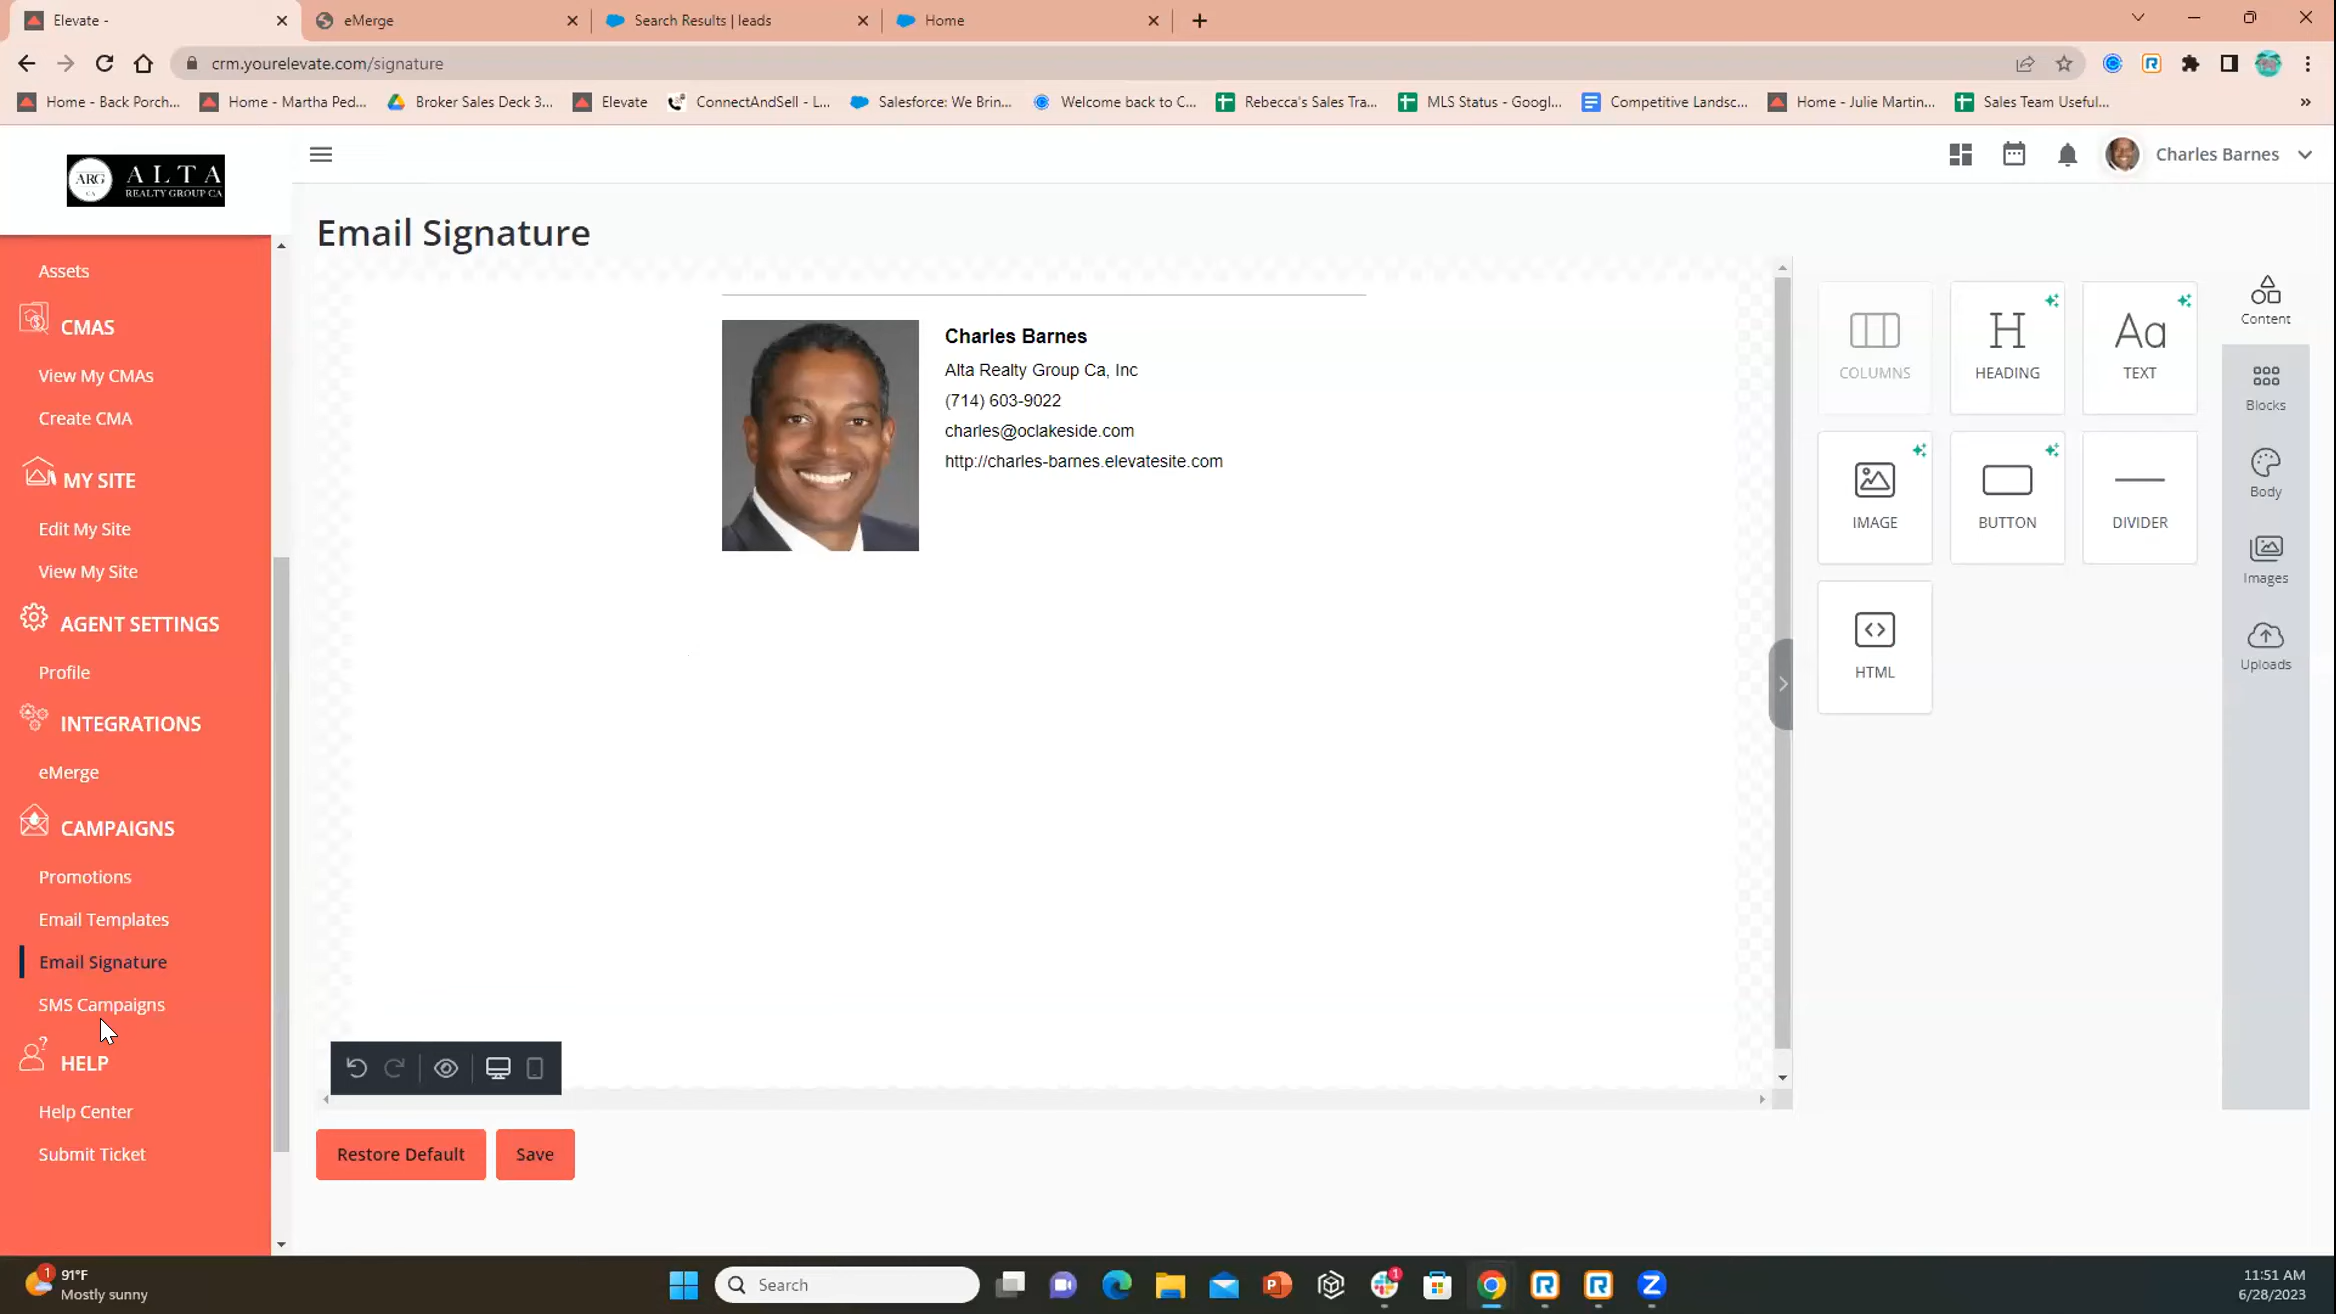 Elevate -
eMerge
Search Results | leads
Home
crm.yourelevate.com/signature
Home - Back Porch...
Home - Martha Ped...
Broker Sales Deck 3...
Elevate
ConnectAndSell - L...
Salesforce: We Brin...
Welcome back to C...
Rebecca's Sales Tra...
MLS Status - Googl...
Competitive Landsc...
Home - Julie Martin...
Sales Team Useful...
»
ARG
CA
ALTA
REALTY GROUP CA
Charles Barnes
Assets
CMAS
View My CMAs
Create CMA
MY SITE
Edit My Site
View My Site
AGENT SETTINGS
Profile
INTEGRATIONS
eMerge
CAMPAIGNS
Promotions
Email Templates
Email Signature
SMS Campaigns
HELP
Help Center
Submit Ticket
Email Signature
Charles Barnes
Alta Realty Group Ca, Inc
(714) 603-9022
charles@oclakeside.com
http://charles-barnes.elevatesite.com
COLUMNS
HEADING
TEXT
IMAGE
BUTTON
DIVIDER
HTML
Content
Blocks
Body
Images
Uploads
Restore Default
Save
1
91°F
Mostly sunny
Search
1
11:51 AM
6/28/2023